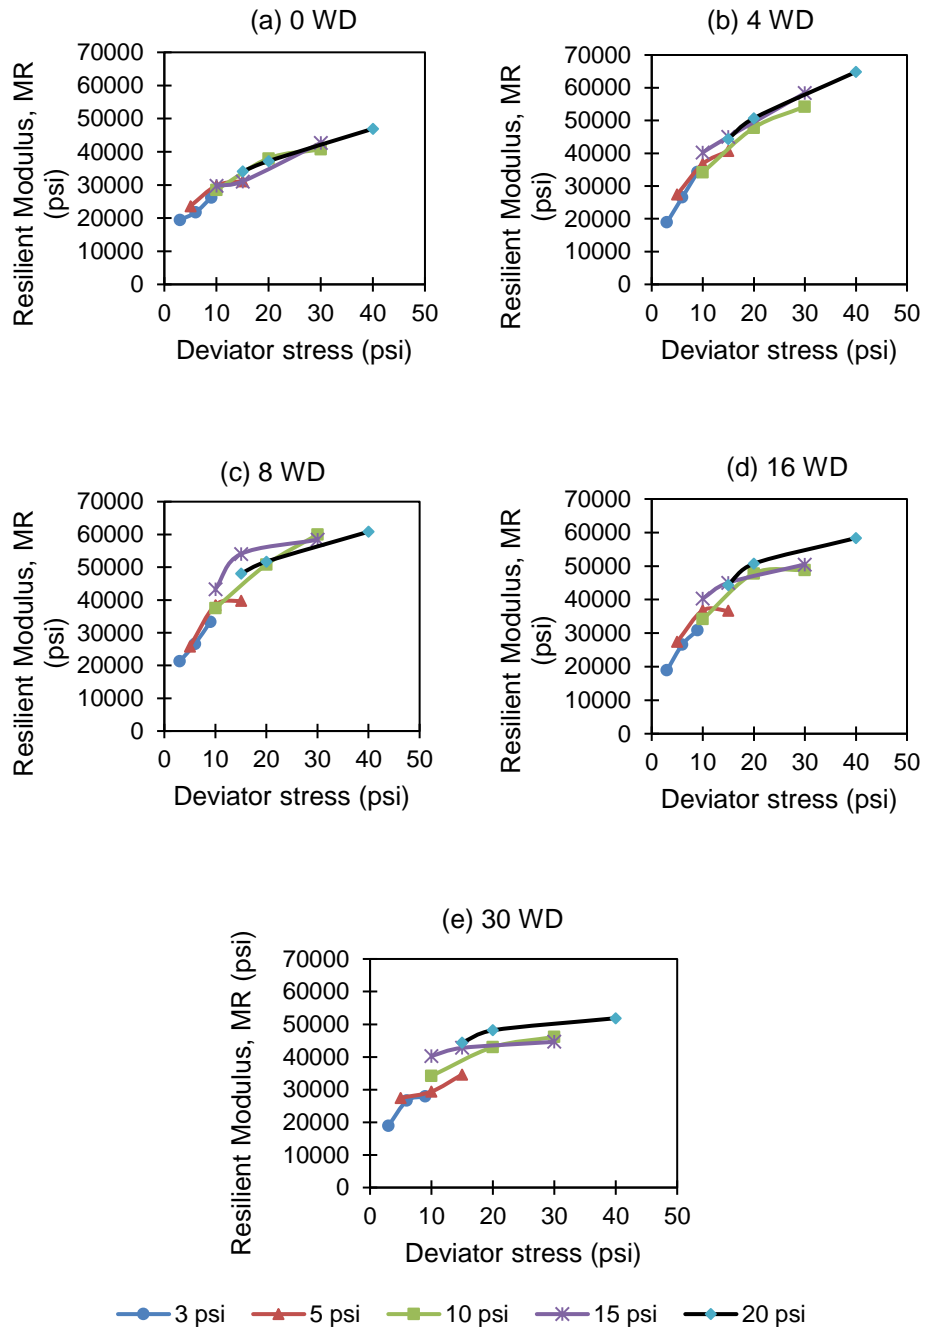 (a) 0 WD
Resilient Modulus, MR
(psi)
70000
60000
50000
40000
30000
20000
10000
0
0 10 20 30 40 50
Deviator stress (psi)
(b) 4 WD
Resilient Modulus, MR
(psi)
70000
60000
50000
40000
30000
20000
10000
0
0 10 20 30 40 50
Deviator stress (psi)
(c) 8 WD
Resilient Modulus, MR
(psi)
70000
60000
50000
40000
30000
20000
10000
0
0 10 20 30 40 50
Deviator stress (psi)
(d) 16 WD
Resilient Modulus, MR
(psi)
70000
60000
50000
40000
30000
20000
10000
0
0 10 20 30 40 50
Deviator stress (psi)
(e) 30 WD
Resilient Modulus, MR (psi)
70000
60000
50000
40000
30000
20000
10000
0
0 10 20 30 40 50
Deviator stress (psi)
3 psi 5 psi 10 psi 15 psi 20 psi